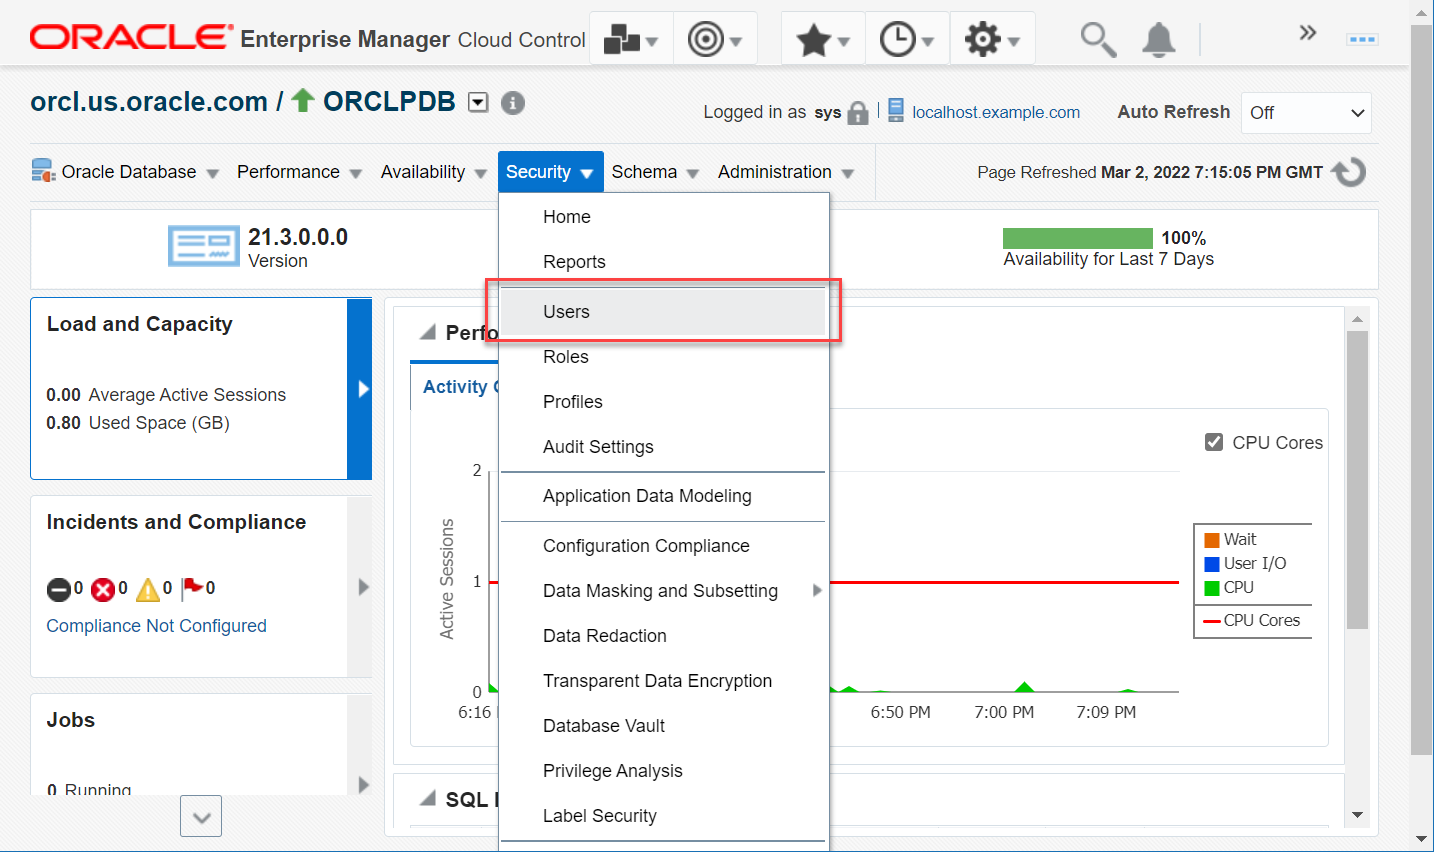 ORACLE Enterprise Manager Cloud Control
orcl.us.oracle.com / ORCLPDB
Logged in as sys
localhost.example.com
Auto Refresh
Off
Oracle Database
Performance
Availability
Security
Schema
Administration
Page Refreshed Mar 2, 2022 7:15:05 PM GMT
21.3.0.0.0
Version
100%
Availability for Last 7 Days
Home
Reports
Users
Roles
Profiles
Audit Settings
Application Data Modeling
Configuration Compliance
Data Masking and Subsetting
Data Redaction
Transparent Data Encryption
Database Vault
Privilege Analysis
Label Security
Load and Capacity
0.00 Average Active Sessions
0.80 Used Space (GB)
Incidents and Compliance
0 0 0 0
Compliance Not Configured
Jobs
0 Running
Activity
CPU Cores
Active Sessions
2
1
0
6:16
6:50 PM
7:00 PM
7:09 PM
Wait
User I/O
CPU
CPU Cores
SQL